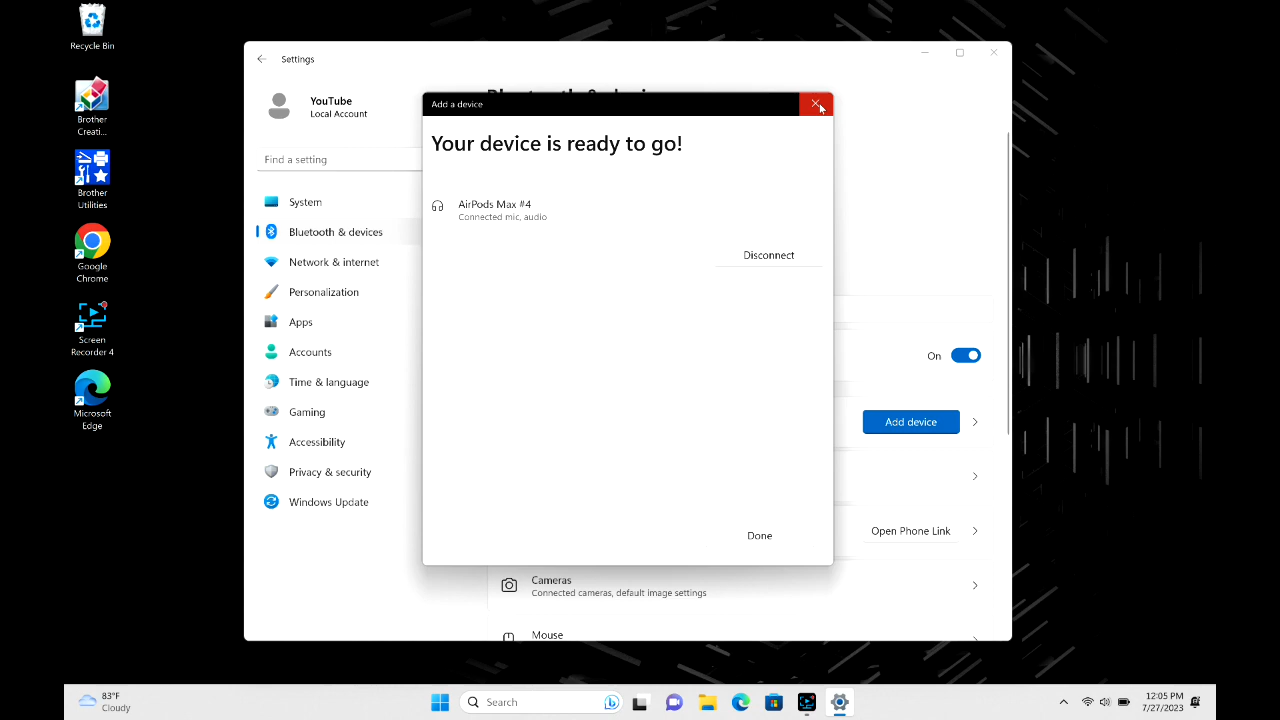 Recycle Bin
Brother
Creati...
Brother
Utilities
Google
Chrome
Screen
Recorder 4
Microsoft
Edge
Settings
YouTube
Local Account
Find a setting
System
Bluetooth & devices
Network & internet
Personalization
Apps
Accounts
Time & language
Gaming
Accessibility
Privacy & security
Windows Update
Add a device
Your device is ready to go!
AirPods Max #4
Connected mic, audio
Disconnect
Done
On
Add device
Open Phone Link
Cameras
Connected cameras, default image settings
Mouse
83°F
Cloudy
Search
12:05 PM
7/27/2023